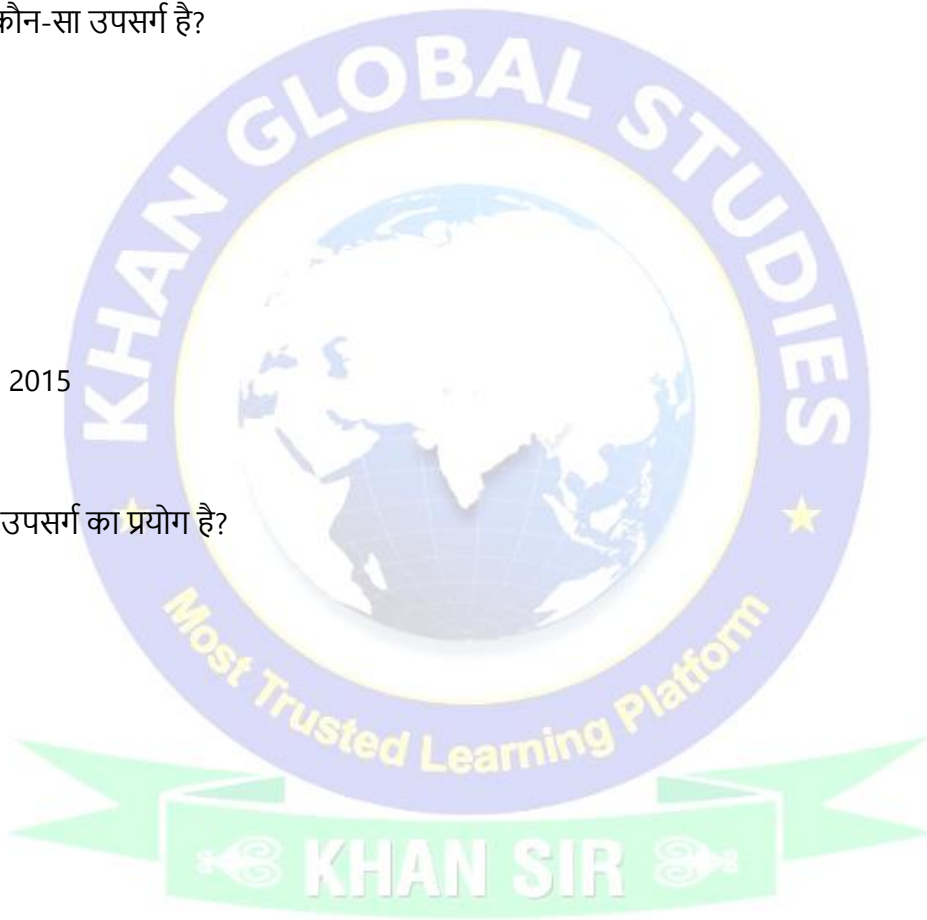 कौन-सा उपसर्ग है?
KHAN GLOBAL STUDIES
2015
उपसर्ग का प्रयोग है?
Most Trusted Learning Platform
KHAN SIR